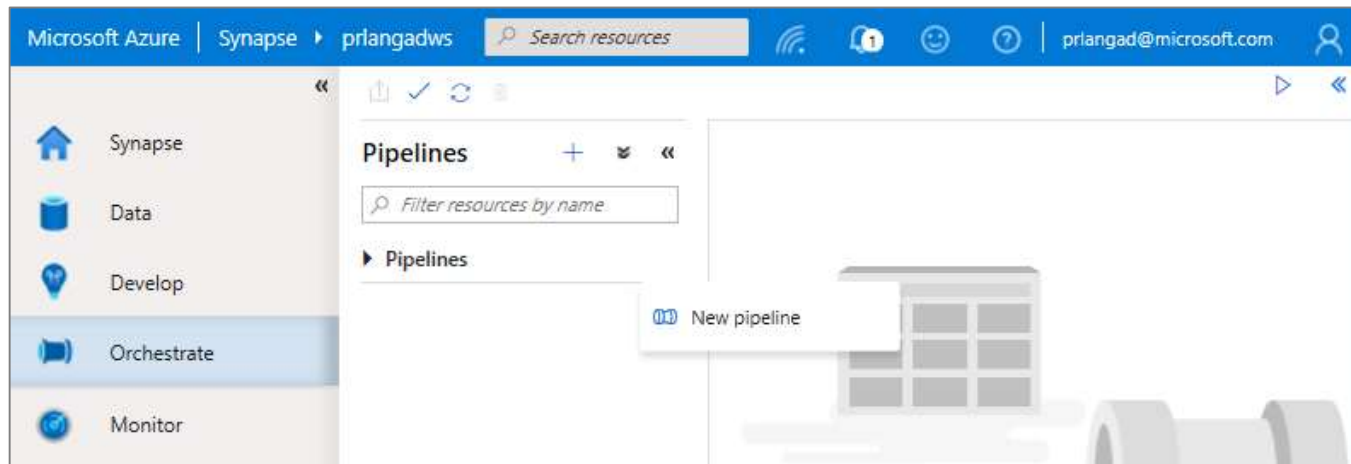 Microsoft Azure | Synapse ▸ prlangadws Search resources 1 prlangad@microsoft.com
Synapse
Data
Develop
Orchestrate
Monitor
Pipelines
Filter resources by name
Pipelines
New pipeline